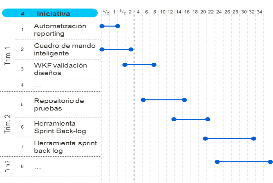 # Iniciativa
Trim. 1
1 Automatización
reporting
2 Cuadro de mando
inteligente
3 WKF validación
diseños
4
Trim. 2
5 Repositorio de
pruebas
6 Herramienta
Sprint Back-log
7 Herramienta sprint
back log
8 ...
6 8 10 12 14 16 18 20 22 24 26 28 30 32 34